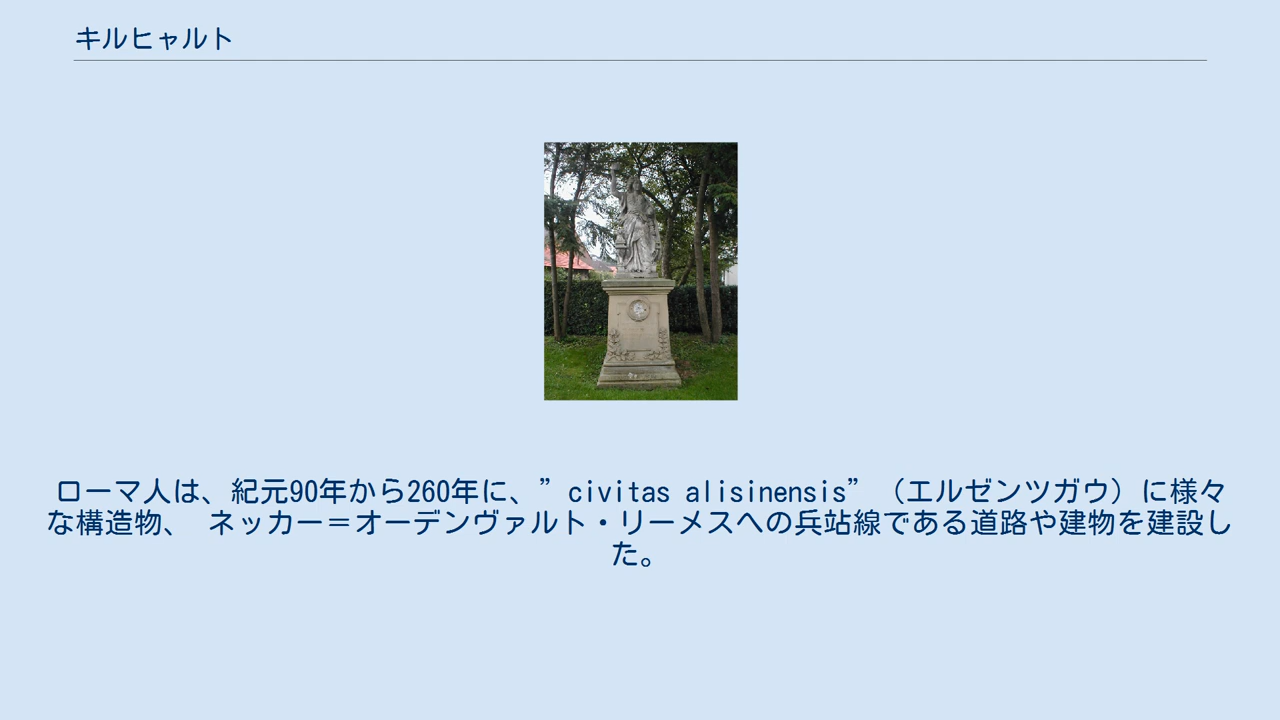 キルヒャルト
ローマ人は、紀元90年から260年に、”civitas alisinensis”（エルゼンツガウ）に様々
な構造物、 ネッカー＝オーデンヴァルト・リーメスへの兵站線である道路や建物を建設し
た。